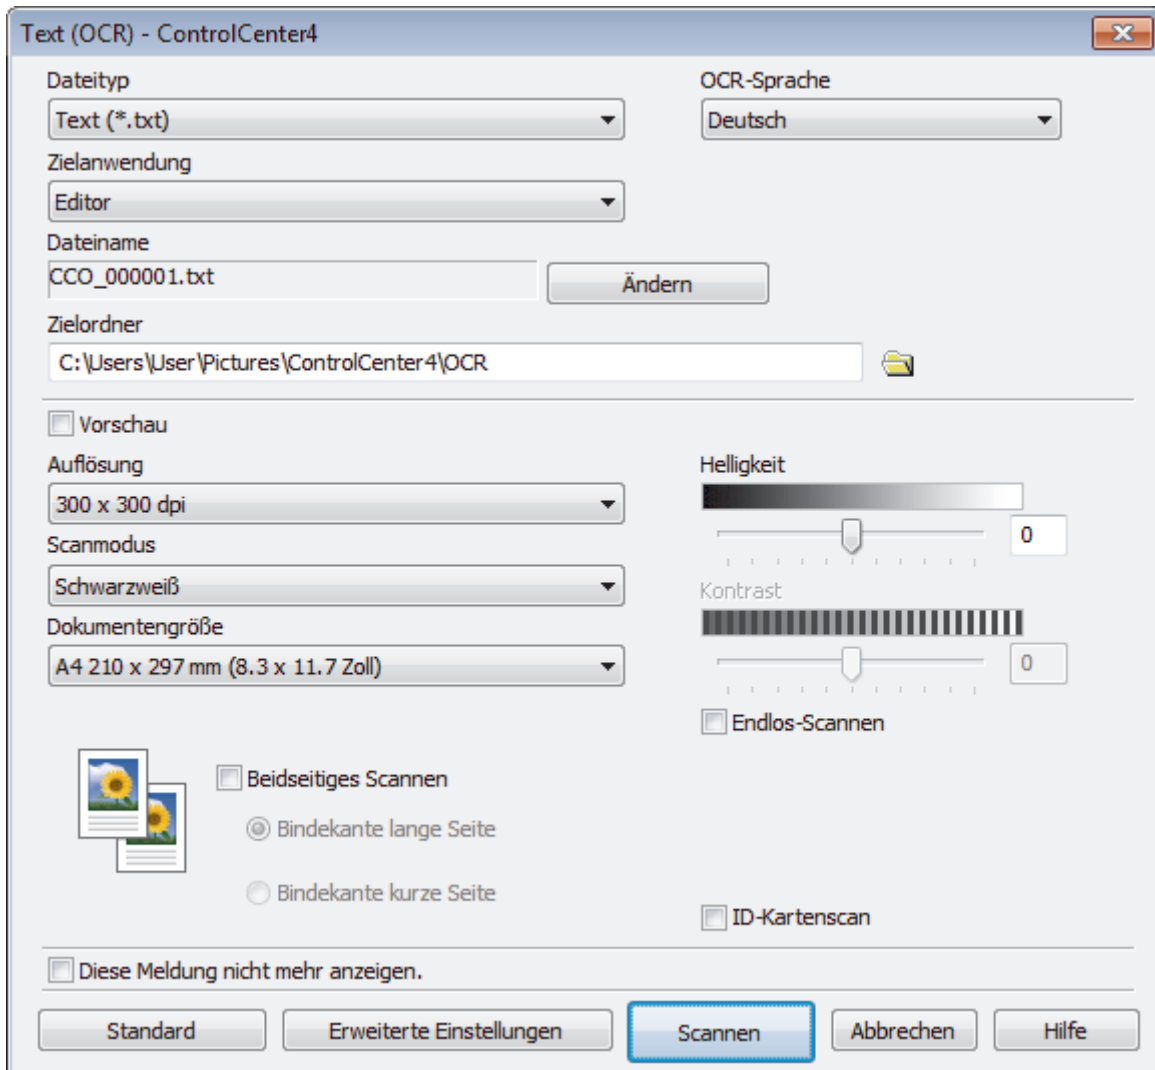 Text (OCR) - ControlCenter4
Dateityp
Text (*.txt)
OCR-Sprache
Deutsch
Zielanwendung
Editor
Dateiname
CCO_000001.txt
Ändern
Zielordner
C:\Users\User\Pictures\ControlCenter4\OCR
Vorschau
Auflösung
300 x 300 dpi
Scanmodus
Schwarzweiß
Dokumentengröße
A4 210 x 297 mm (8.3 x 11.7 Zoll)
Helligkeit
0
Kontrast
0
Endlos-Scannen
Beidseitiges Scannen
Bindekante lange Seite
Bindekante kurze Seite
ID-Kartenscan
Diese Meldung nicht mehr anzeigen.
Standard
Erweiterte Einstellungen
Scannen
Abbrechen
Hilfe